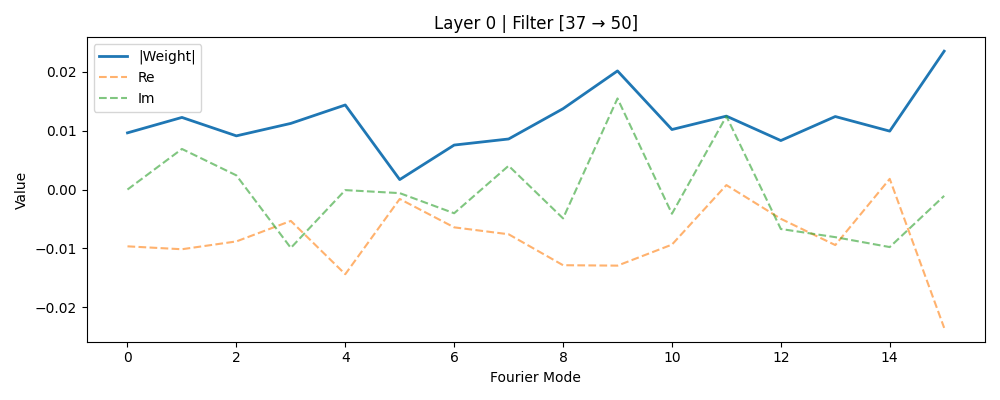 Layer 0 | Filter [37 → 50]
|Weight|
Re
Im
Value
0.02
0.01
0.00
−0.01
−0.02
0 2 4 6 8 10 12 14
Fourier Mode